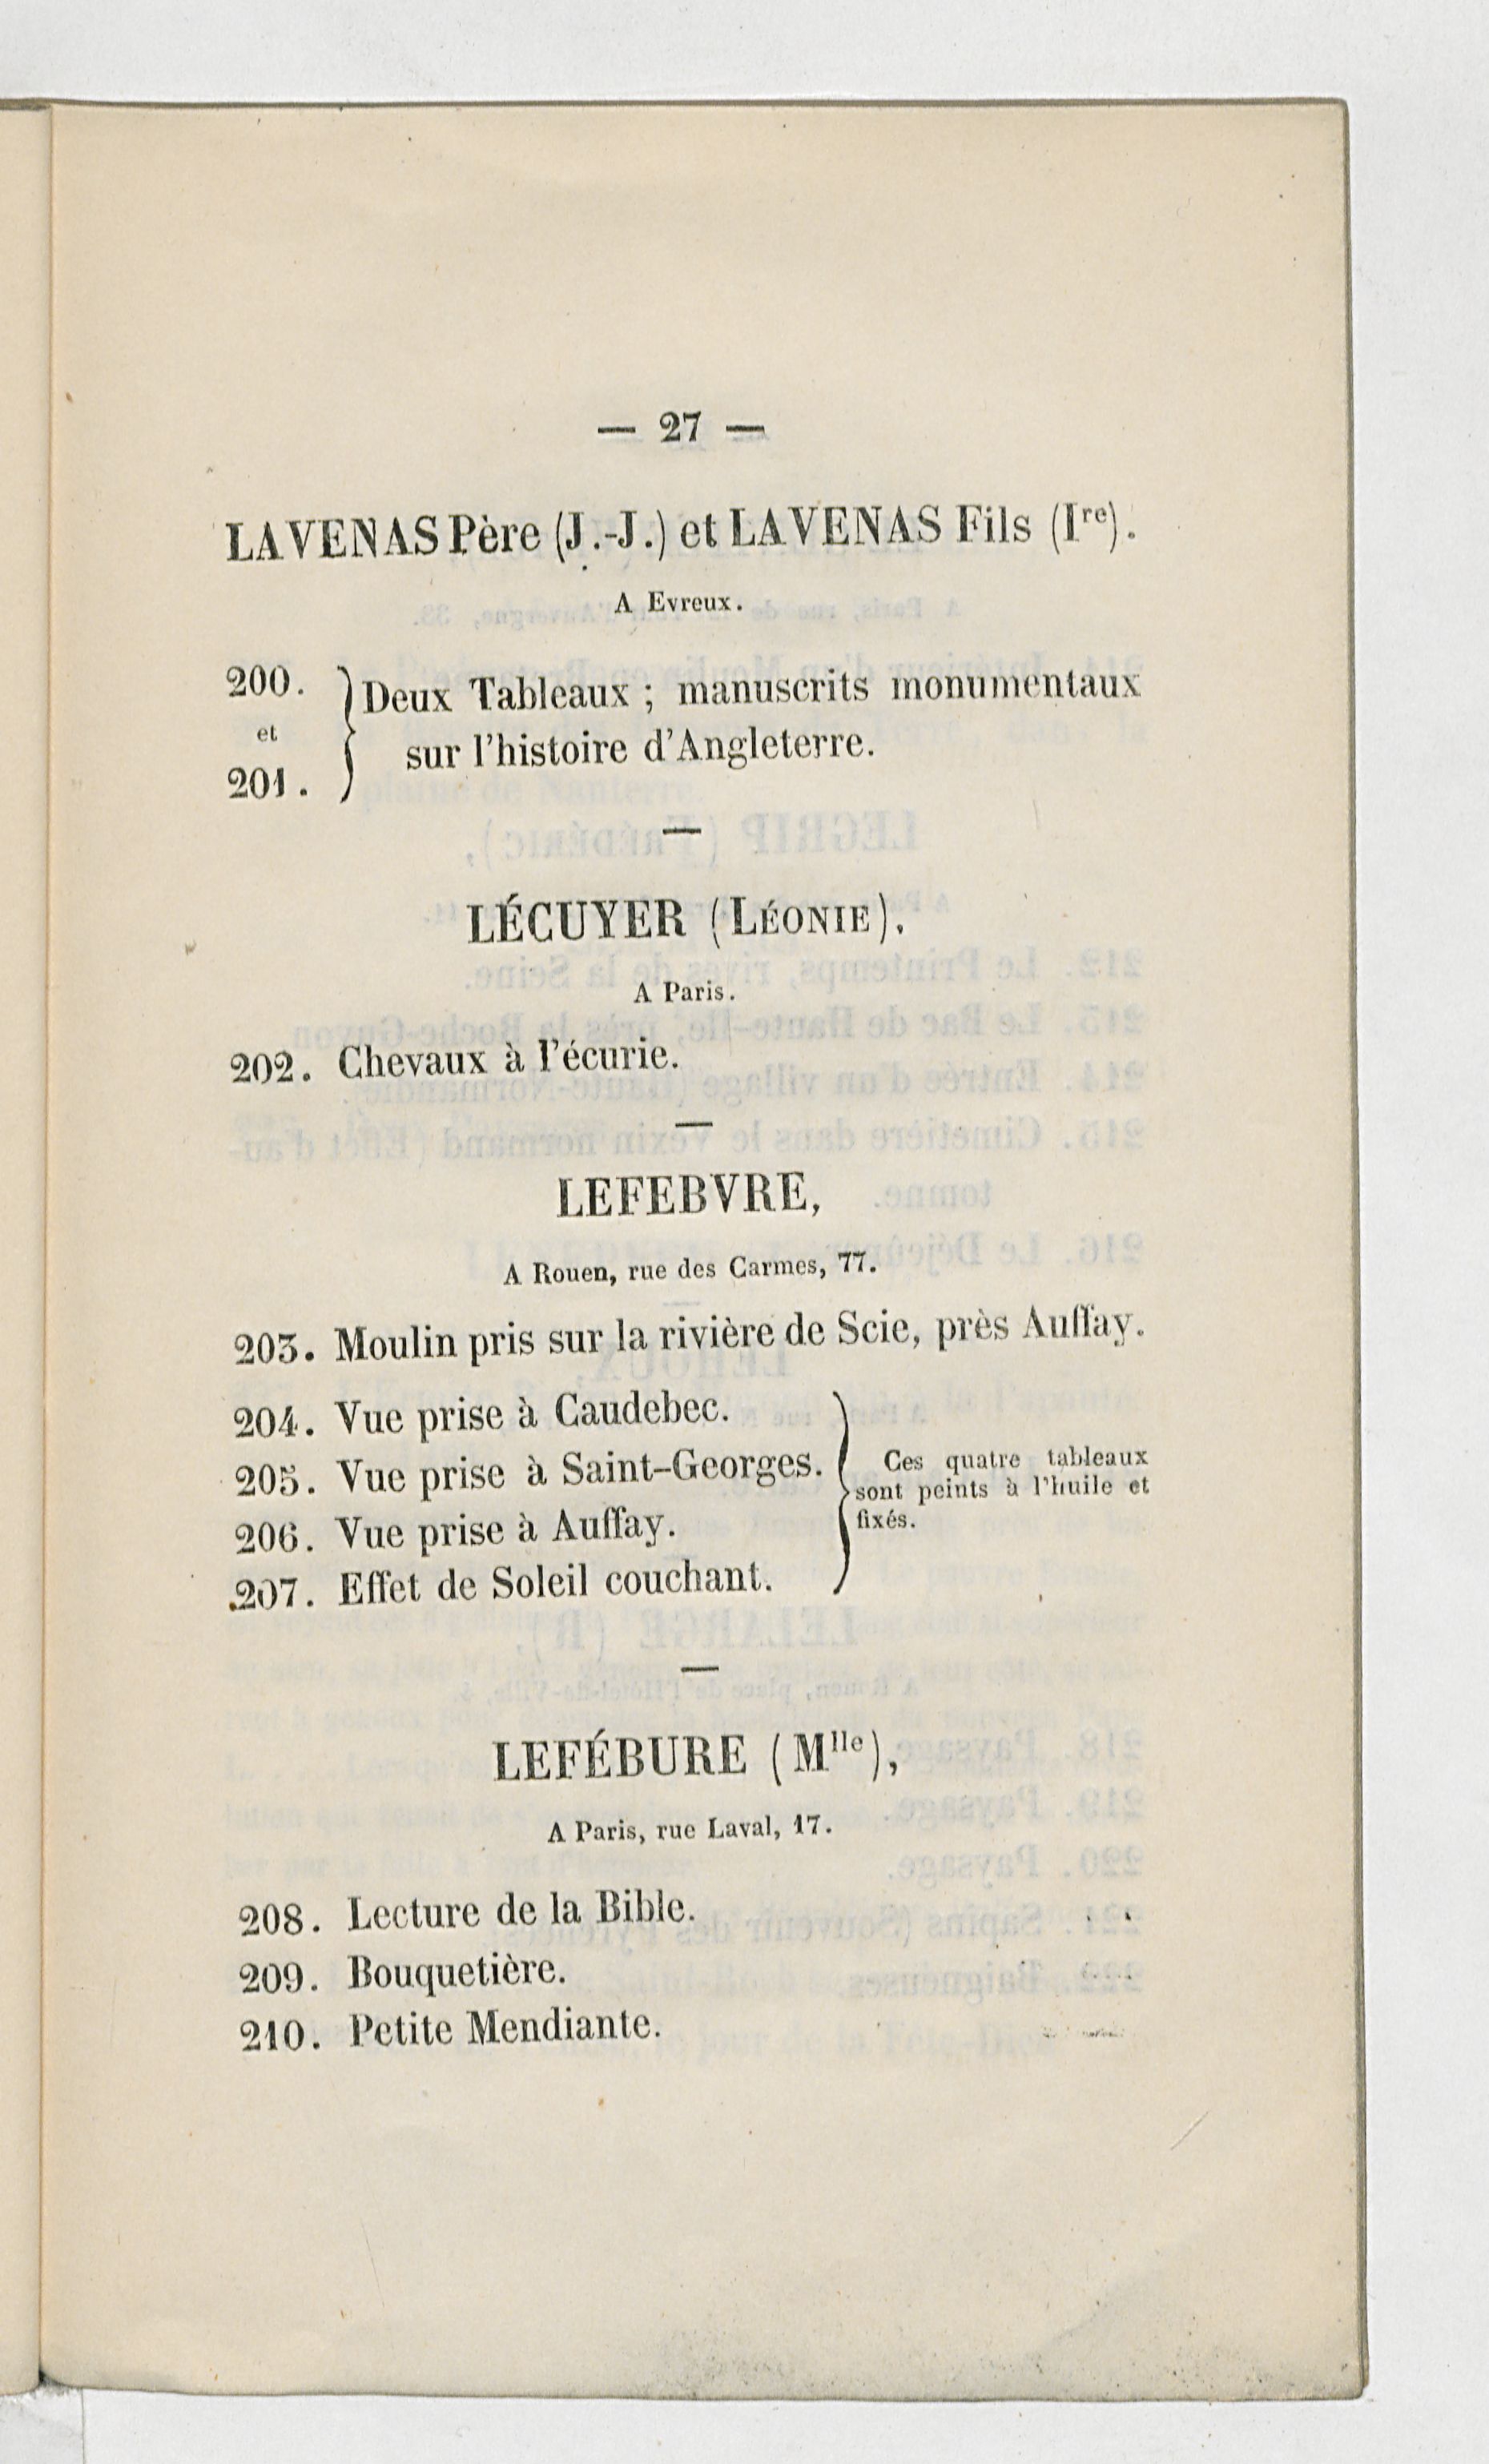 — 27 —
LAVENAS Père (J.-J.) et LAVENAS Fils (Iʳᵉ).
A Evreux.
200.
et
201.
Deux Tableaux ; manuscrits monumentaux
sur l'histoire d'Angleterre.
LÉCUYER (LÉONIE).
A Paris.
202. Chevaux à l'écurie.
LEFEBVRE,
A Rouen, rue des Carmes, 77.
203. Moulin pris sur la rivière de Scie, près Auffay.
204. Vue prise à Caudebec.
205. Vue prise à Saint-Georges.
206. Vue prise à Auffay.
207. Effet de Soleil couchant.
Ces quatre tableaux
sont peints à l'huile et
fixés.
LEFÉBURE (Mˡˡᵉ),
A Paris, rue Laval, 17.
208. Lecture de la Bible.
209. Bouquetière.
210. Petite Mendiante.